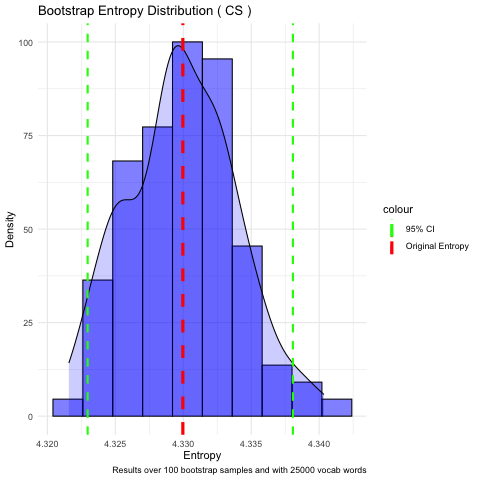 Bootstrap Entropy Distribution ( CS )
100
75
50
25
0
Density
4.320
4.325
4.330
4.335
4.340
Entropy
Results over 100 bootstrap samples and with 25000 vocab words
colour
95% CI
Original Entropy